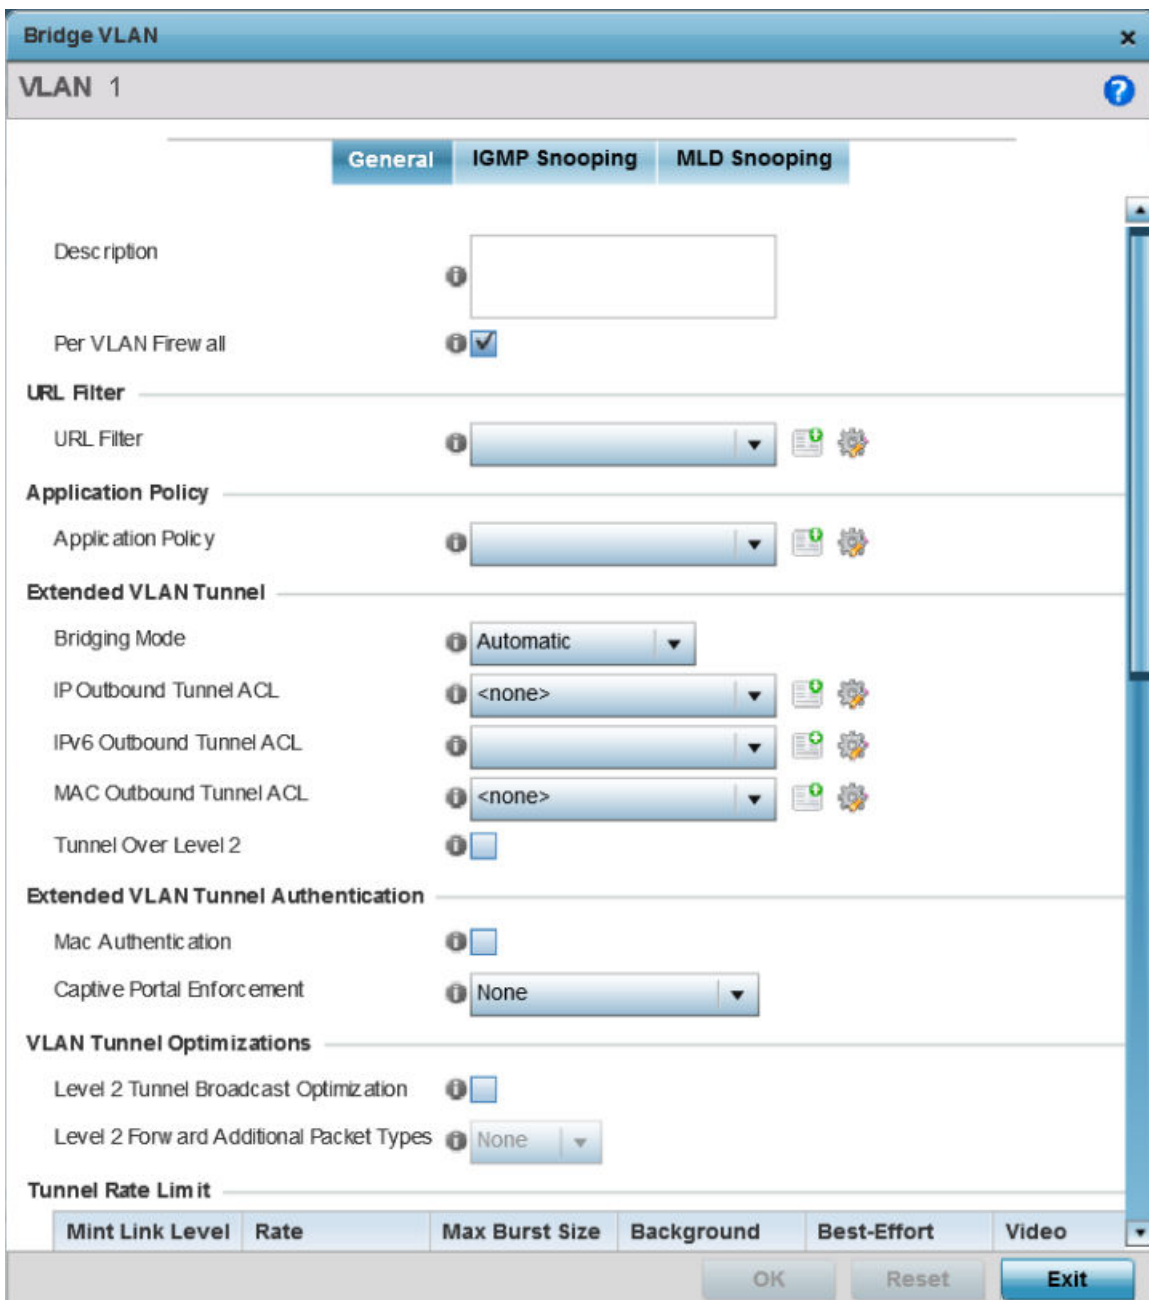 Bridge VLAN
VLAN 1
General IGMP Snooping MLD Snooping
Description
Per VLAN Firewall
URL Filter
URL Filter
Application Policy
Application Policy
Extended VLAN Tunnel
Bridging Mode Automatic
IP Outbound Tunnel ACL <none>
IPv6 Outbound Tunnel ACL
MAC Outbound Tunnel ACL <none>
Tunnel Over Level 2
Extended VLAN Tunnel Authentication
Mac Authentication
Captive Portal Enforcement None
VLAN Tunnel Optimizations
Level 2 Tunnel Broadcast Optimization
Level 2 Forward Additional Packet Types None
Tunnel Rate Limit
Mint Link Level Rate Max Burst Size Background Best-Effort Video
OK Reset Exit